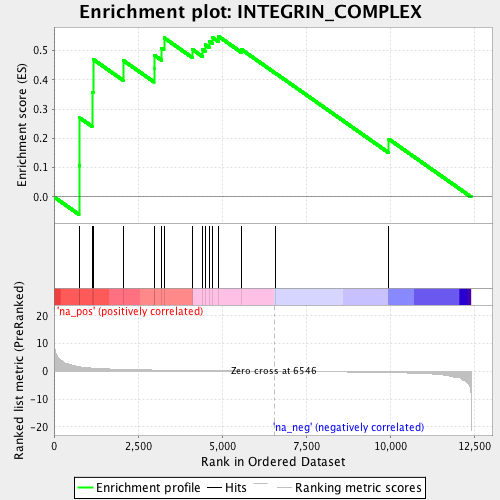 Enrichment plot: INTEGRIN_COMPLEX
Enrichment score (ES)
0.5
0.4
0.3
0.2
0.1
0.0
'na_pos' (positively correlated)
Ranked list metric (PreRanked)
20
10
0
-10
-20
Zero cross at 6546
'na_neg' (negatively correlated)
0
2,500
5,000
7,500
10,000
12,500
Rank in Ordered Dataset
Enrichment profile
Hits
Ranking metric scores